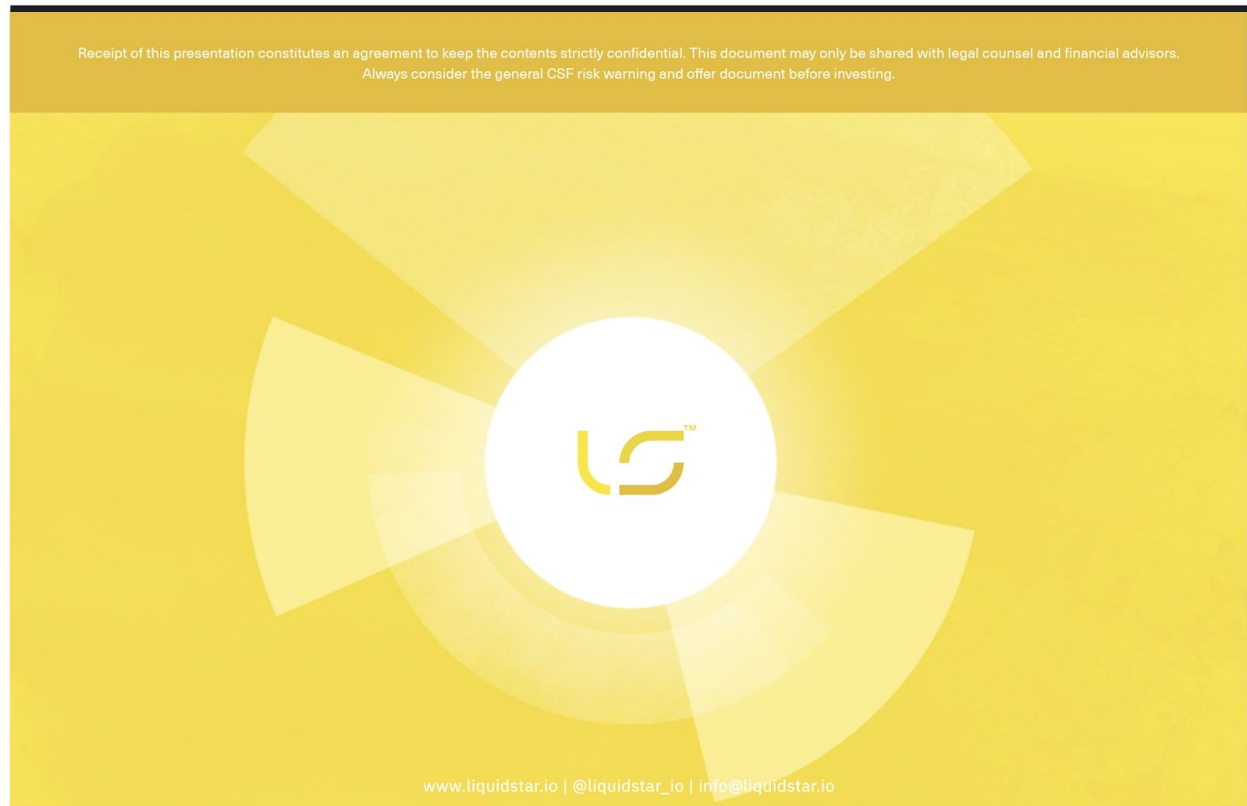 Receipt of this presentation constitutes an agreement to keep the contents strictly confidential. This document may only be shared with legal counsel and financial advisors.
Always consider the general CSF risk warning and offer document before investing.
LS™
www.liquidstar.io | @liquidstar_io | info@liquidstar.io